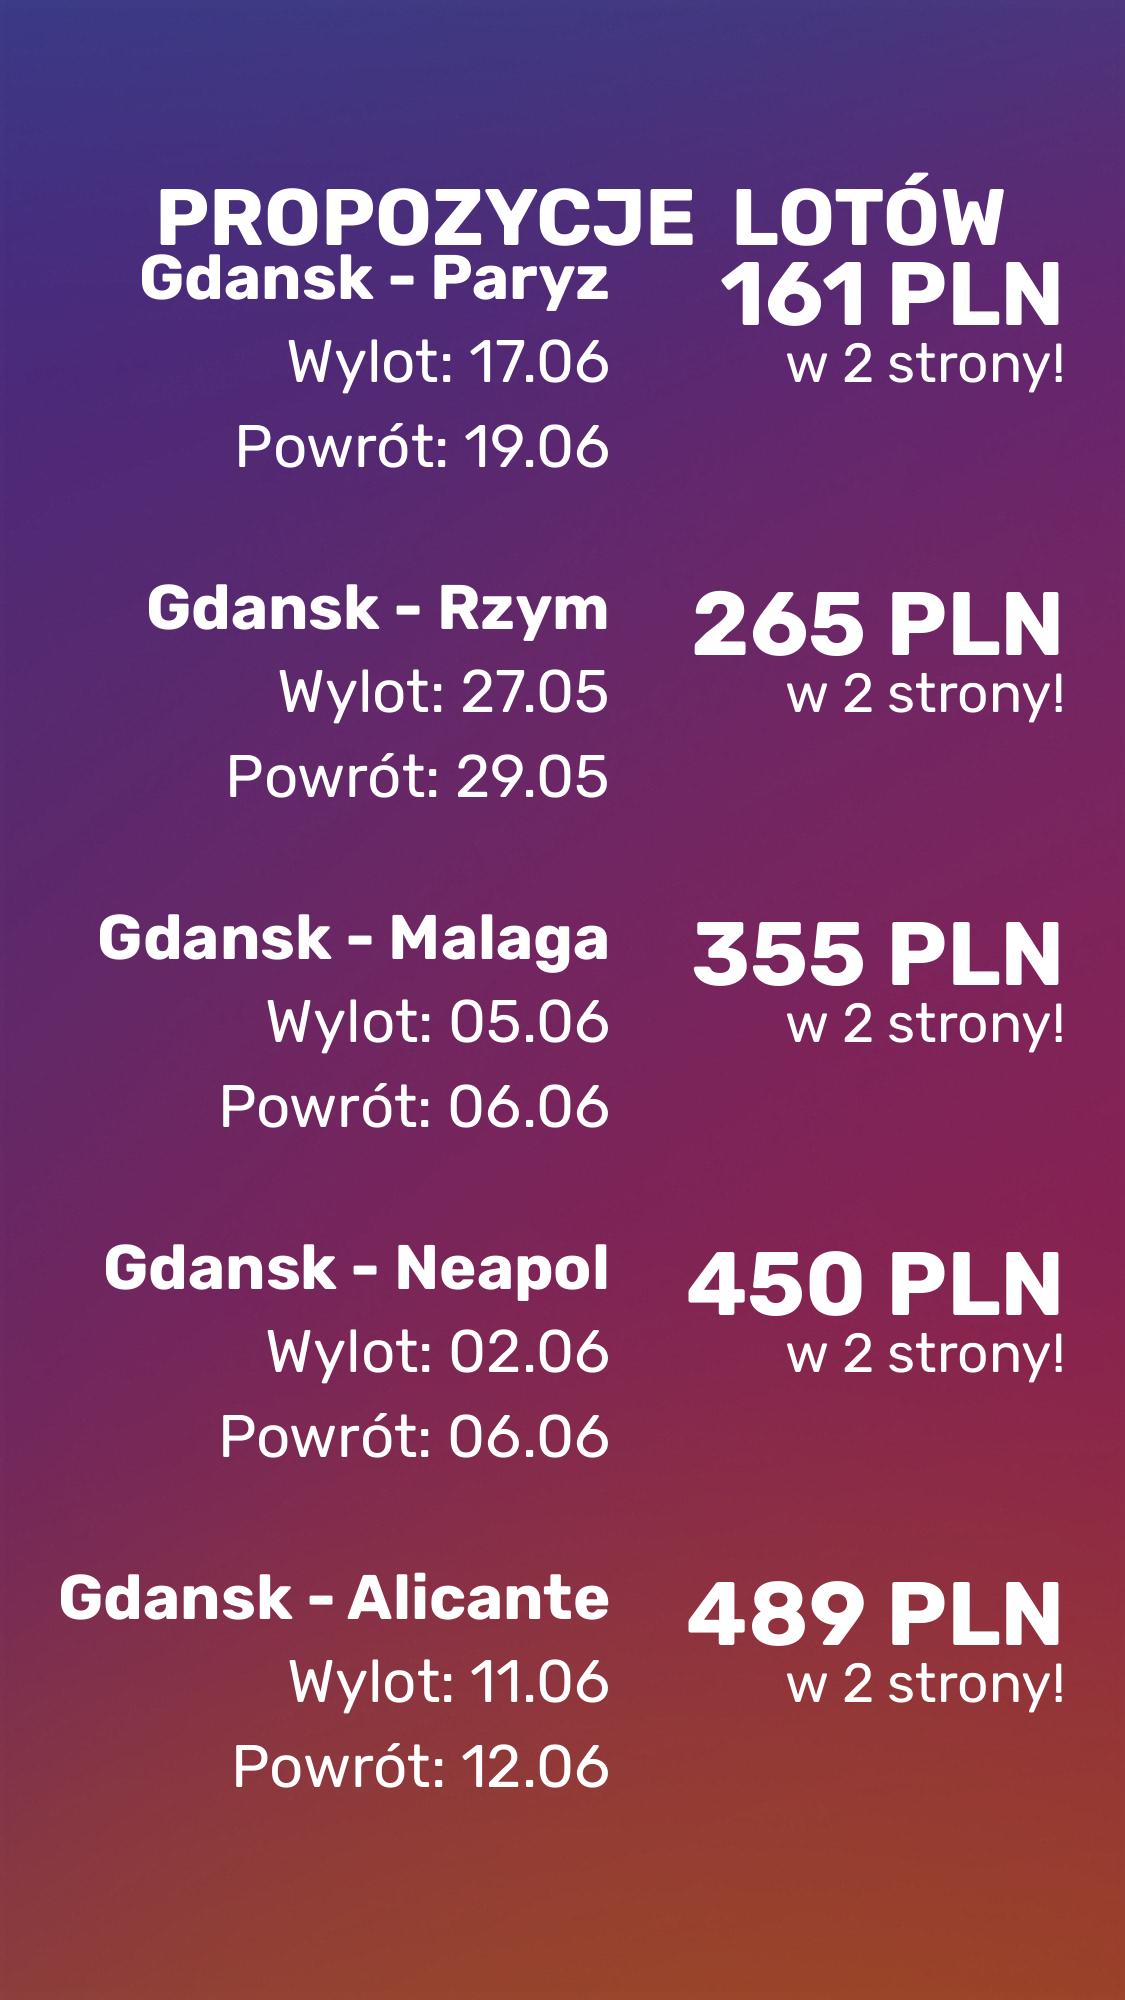 PROPOZYCJE LOTÓW
Gdansk - Paryz
161 PLN
Wylot: 17.06
w 2 strony!
Powrót: 19.06
Gdansk - Rzym
265 PLN
Wylot: 27.05
w 2 strony!
Powrót: 29.05
Gdansk - Malaga
355 PLN
Wylot: 05.06
w 2 strony!
Powrót: 06.06
Gdansk - Neapol
450 PLN
Wylot: 02.06
w 2 strony!
Powrót: 06.06
Gdansk - Alicante
489 PLN
Wylot: 11.06
w 2 strony!
Powrót: 12.06